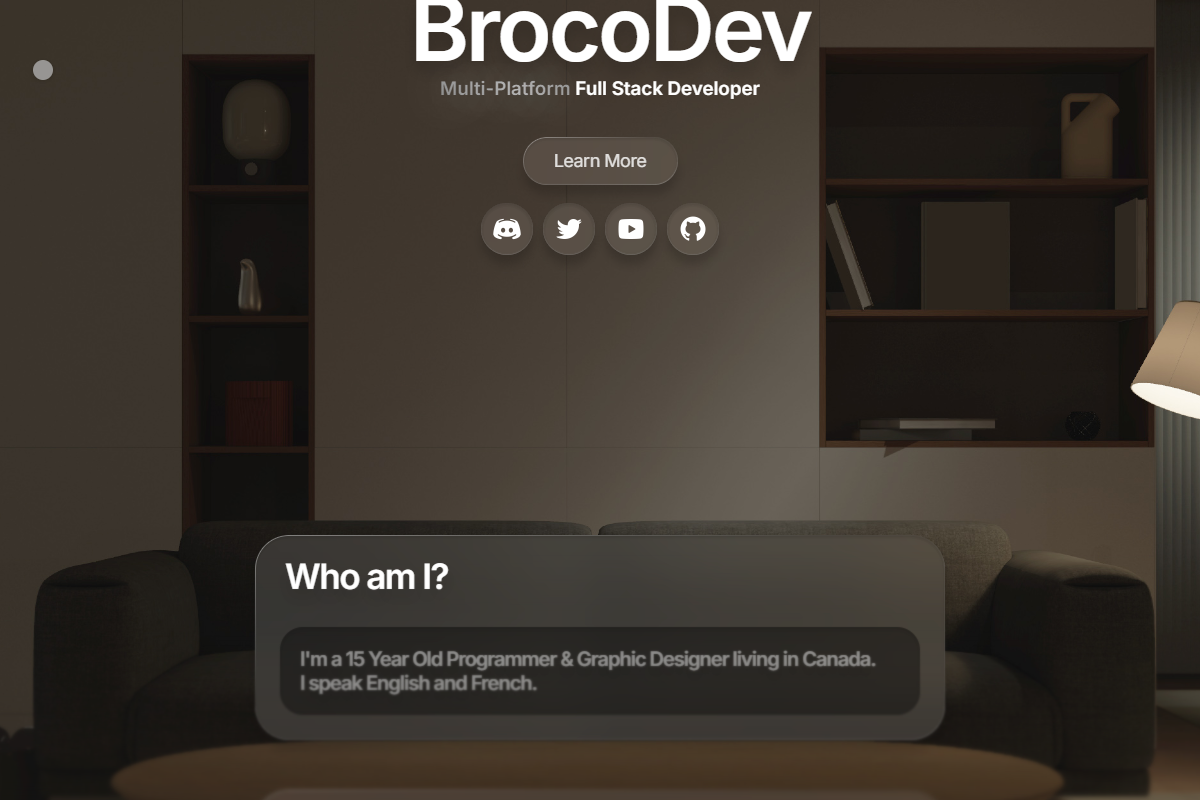 BrocoDev
Multi-Platform Full Stack Developer
Learn More
Who am I?
I'm a 15 Year Old Programmer & Graphic Designer living in Canada.
I speak English and French.